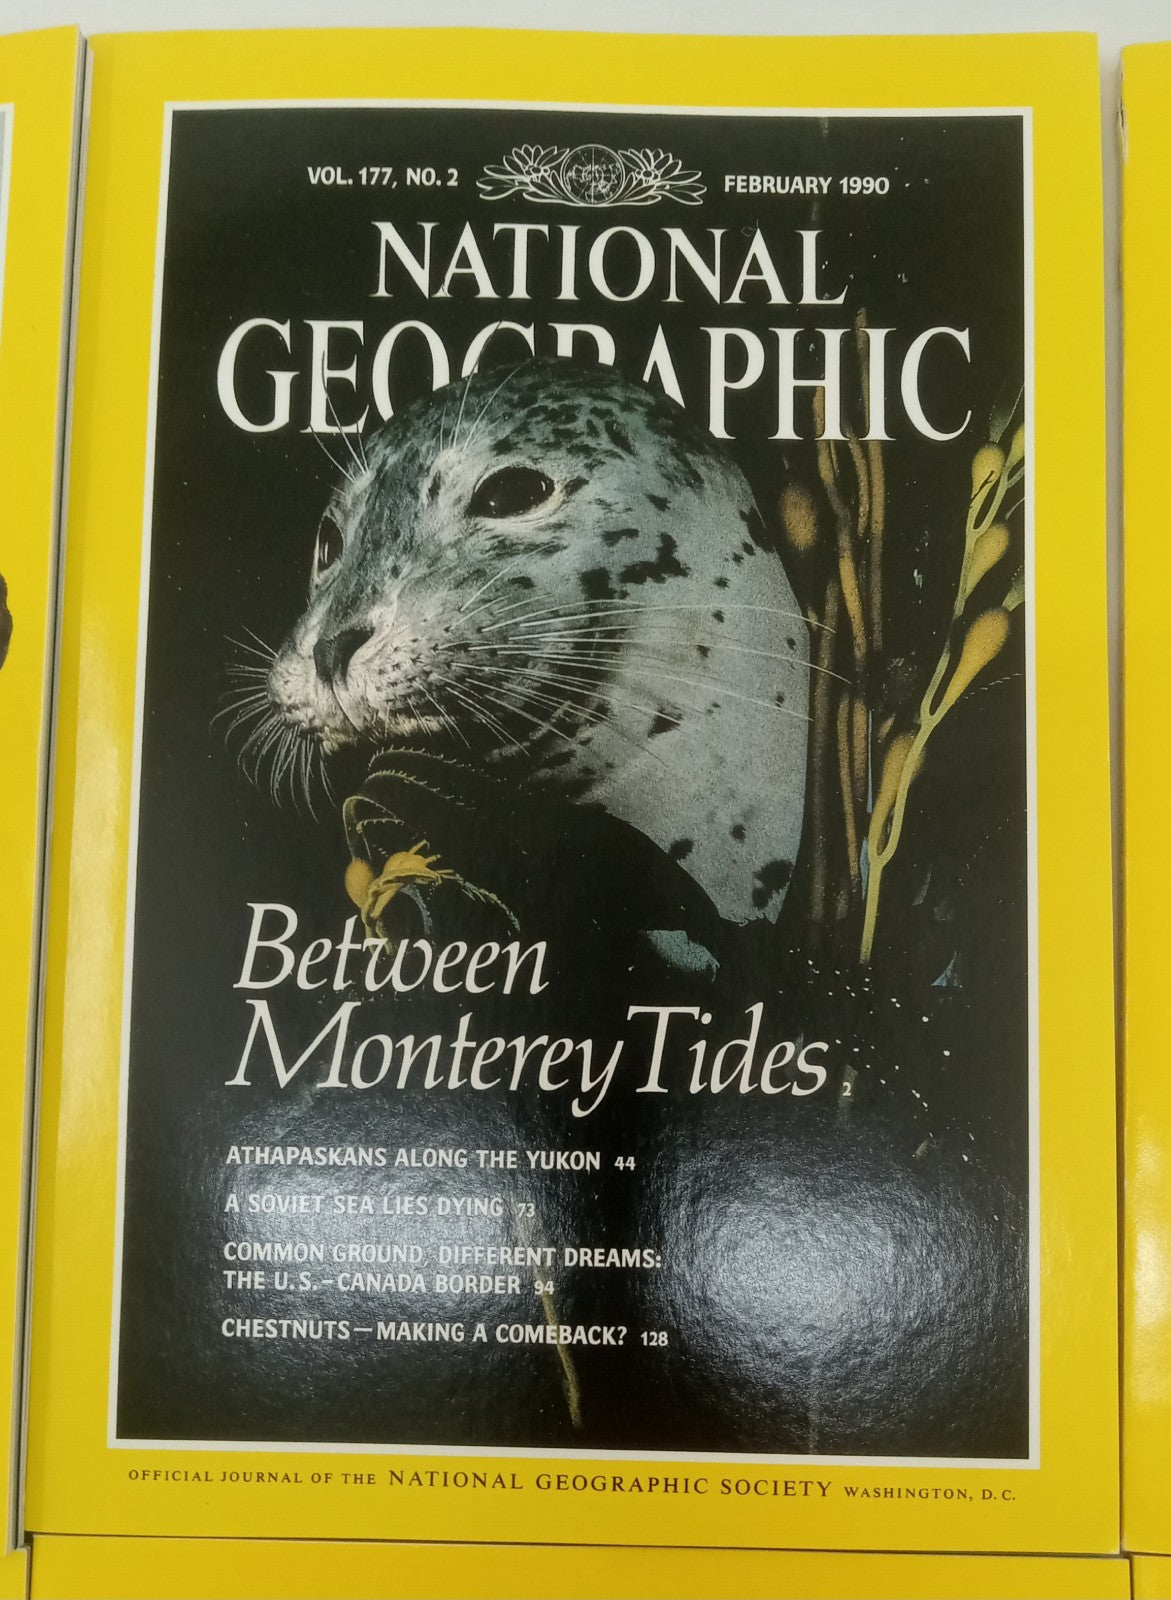 VOL. 177, NO. 2
FEBRUARY 1990
NATIONAL
GEOGRAPHIC
Between
Monterey Tides 2
ATHAPASKANS ALONG THE YUKON 44
A SOVIET SEA LIES DYING 73
COMMON GROUND, DIFFERENT DREAMS:
THE U.S.–CANADA BORDER 94
CHESTNUTS—MAKING A COMEBACK? 128
OFFICIAL JOURNAL OF THE NATIONAL GEOGRAPHIC SOCIETY WASHINGTON, D.C.